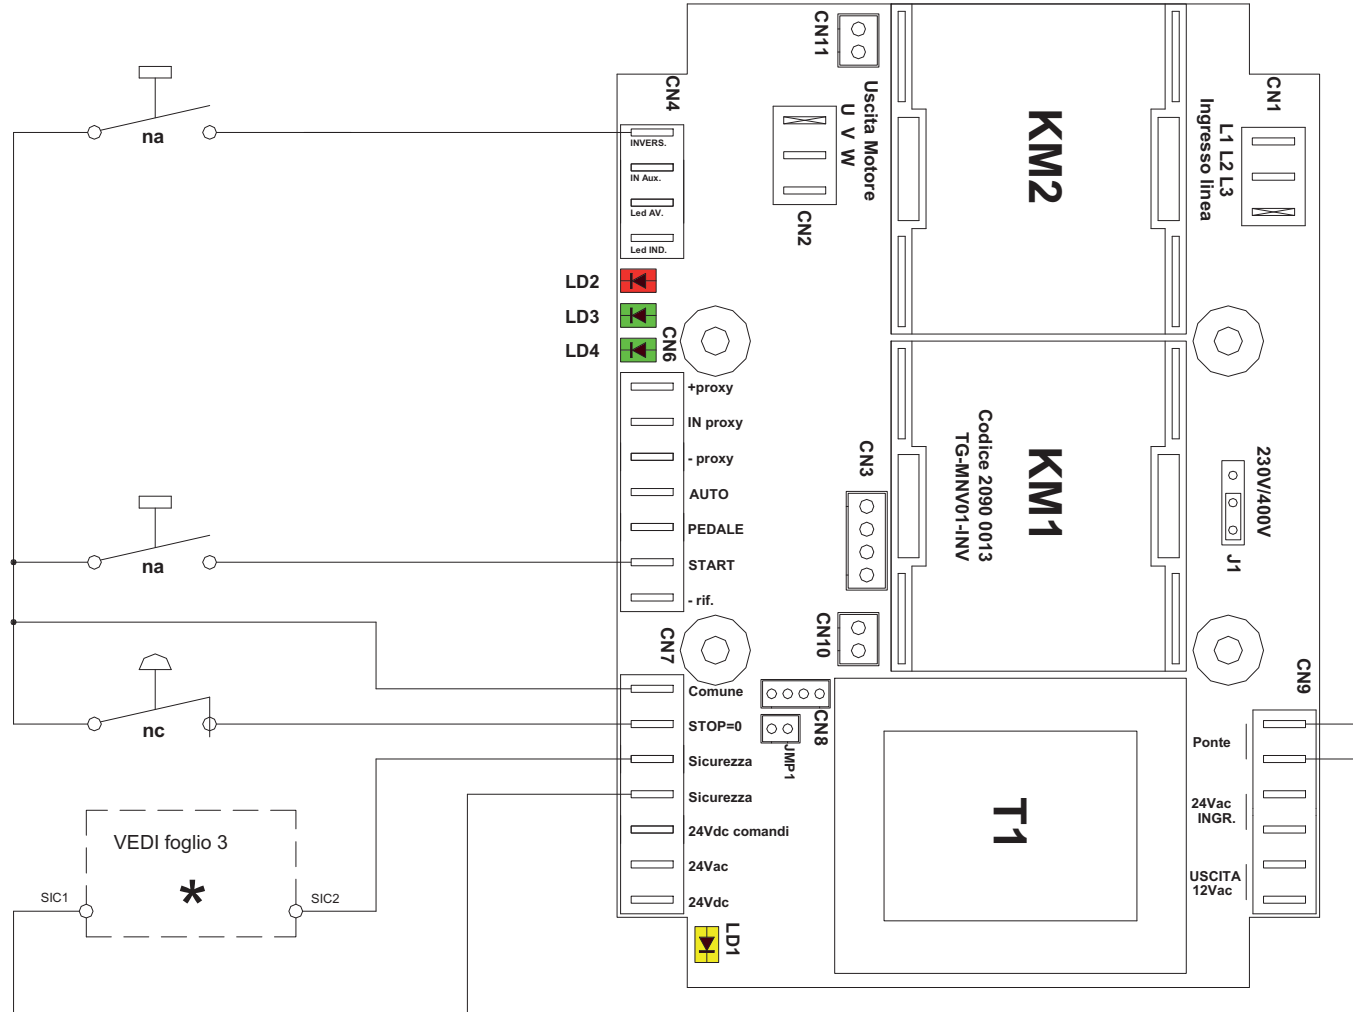 CN11
CN4
Uscita Motore
U V W
CN2
KM2
CN1
L1 L2 L3
Ingresso linea
na
INVERS.
IN Aux.
Led AV.
Led IND.
LD2
LD3
LD4
CN6
+proxy
IN proxy
- proxy
AUTO
PEDALE
START
- rif.
na
CN3
Codice 2090 0013
TG-MNV01-INV
KM1
230V/400V
J1
CN10
CN7
Comune
STOP=0
Sicurezza
Sicurezza
24Vdc comandi
24Vac
24Vdc
nc
CN8
JMP1
T1
CN9
Ponte
24Vac
INGR.
USCITA
12Vac
VEDI foglio 3
*
SIC1
SIC2
LD1